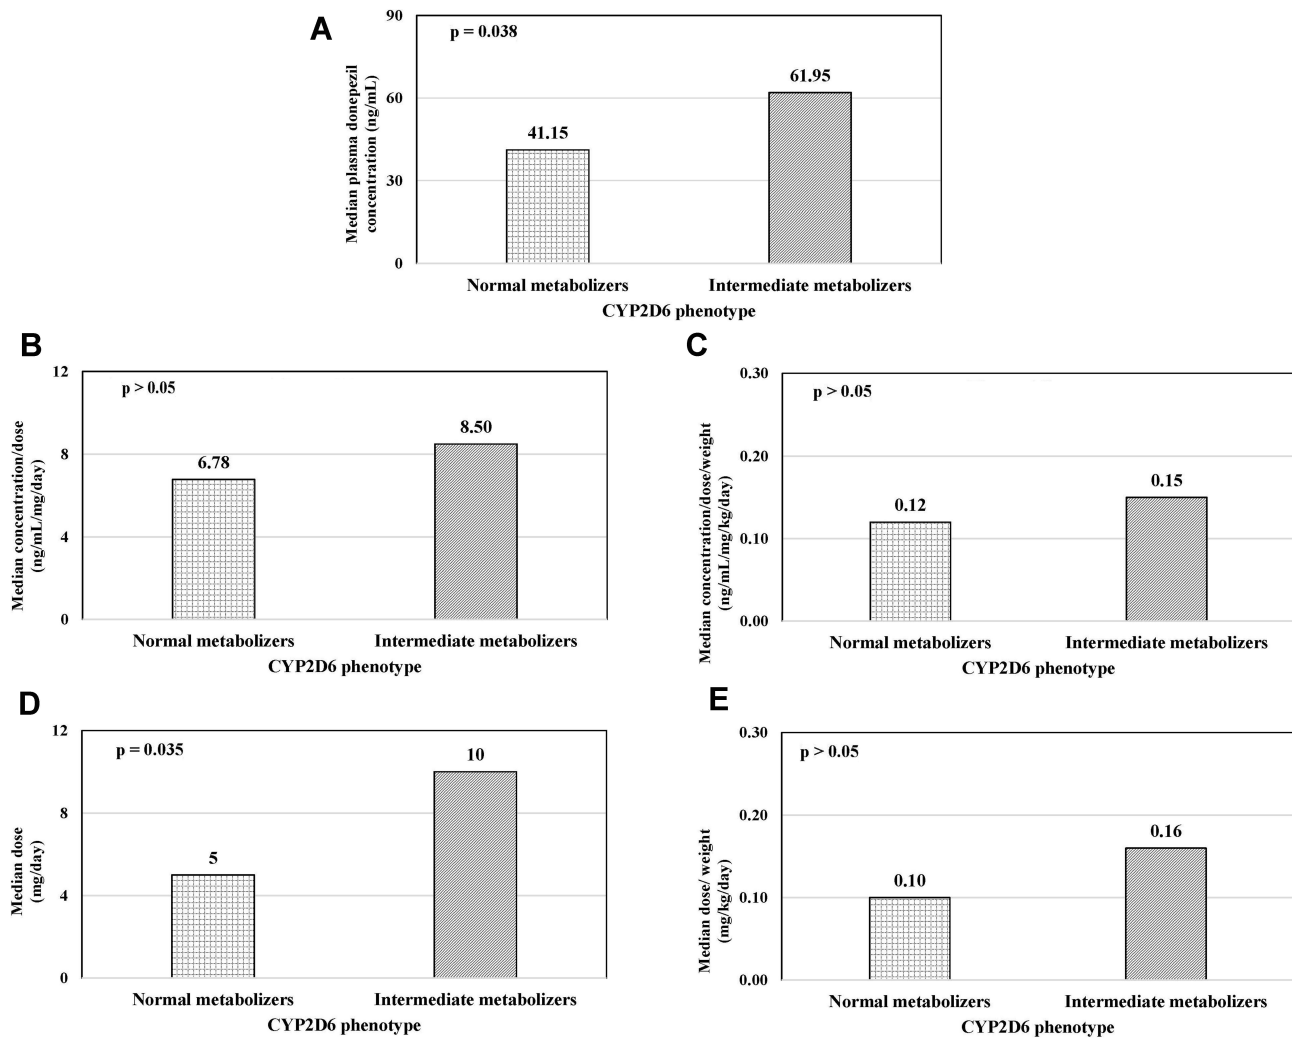 A
p = 0.038
Median plasma donepezil
concentration (ng/mL)
90
60
30
0
41.15
61.95
Normal metabolizers
Intermediate metabolizers
CYP2D6 phenotype
B
p > 0.05
Median concentration/dose
(ng/mL/mg/day)
12
8
4
0
6.78
8.50
Normal metabolizers
Intermediate metabolizers
CYP2D6 phenotype
C
p > 0.05
Median concentration/dose/weight
(ng/mL/mg/kg/day)
0.30
0.20
0.10
0.00
0.12
0.15
Normal metabolizers
Intermediate metabolizers
CYP2D6 phenotype
D
p = 0.035
Median dose
(mg/day)
12
8
4
0
5
10
Normal metabolizers
Intermediate metabolizers
CYP2D6 phenotype
E
p > 0.05
Median dose/ weight
(mg/kg/day)
0.30
0.20
0.10
0.00
0.10
0.16
Normal metabolizers
Intermediate metabolizers
CYP2D6 phenotype